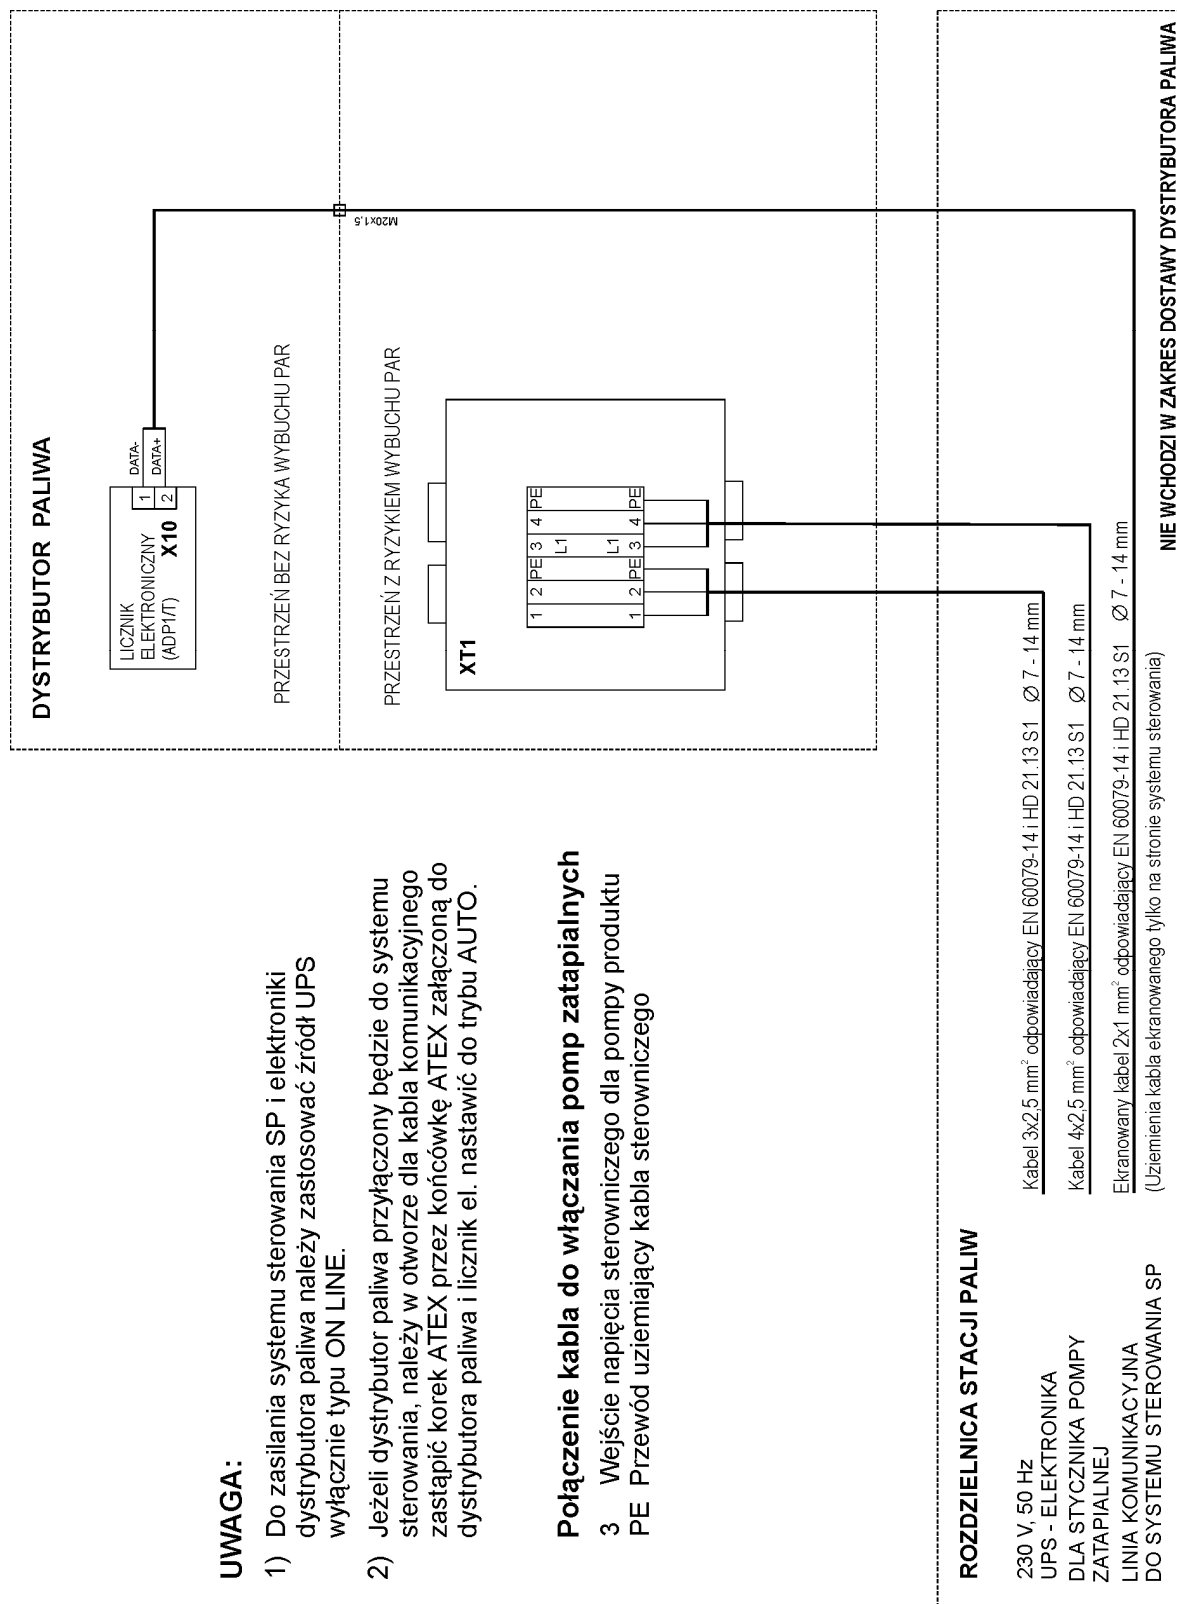 UWAGA:
1) Do zasilania systemu sterowania SP i elektroniki
dystrybutora paliwa należy zastosować źródł UPS
wyłącznie typu ON LINE.
2) Jeżeli dystrybutor paliwa przyłączony będzie do systemu
sterowania, należy w otworze dla kabla komunikacyjnego
zastąpić korek ATEX przez końcówkę ATEX załączoną do
dystrybutora paliwa i licznik el. nastawić do trybu AUTO.
Połączenie kabla do włączania pomp zatapialnych
3 Wejście napięcia sterowniczego dla pompy produktu
PE Przewód uziemiający kabla sterowniczego
DYSTRYBUTOR PALIWA
LICZNIK
ELEKTRONICZNY
(ADP1/T)
X10
1
2
DATA-
DATA+
PRZESTRZEŃ BEZ RYZYKA WYBUCHU PAR
M20x1,5
PRZESTRZEŃ Z RYZYKIEM WYBUCHU PAR
XT1
1 2 PE 3 4 PE
L1
L1
1 2 PE 3 4 PE
ROZDZIELNICA STACJI PALIW
230 V, 50 Hz
UPS - ELEKTRONIKA
Kabel 3x2,5 mm² odpowiadający EN 60079-14 i HD 21.13 S1 Ø 7 - 14 mm
DLA STYCZNIKA POMPY
ZATAPIALNEJ
Kabel 4x2,5 mm² odpowiadający EN 60079-14 i HD 21.13 S1 Ø 7 - 14 mm
LINIA KOMUNIKACYJNA
DO SYSTEMU STEROWANIA SP
Ekranowany kabel 2x1 mm² odpowiadający EN 60079-14 i HD 21.13 S1 Ø 7 - 14 mm
(Uziemienia kabla ekranowanego tylko na stronie systemu sterowania)
NIE WCHODZI W ZAKRES DOSTAWY DYSTRYBUTORA PALIWA